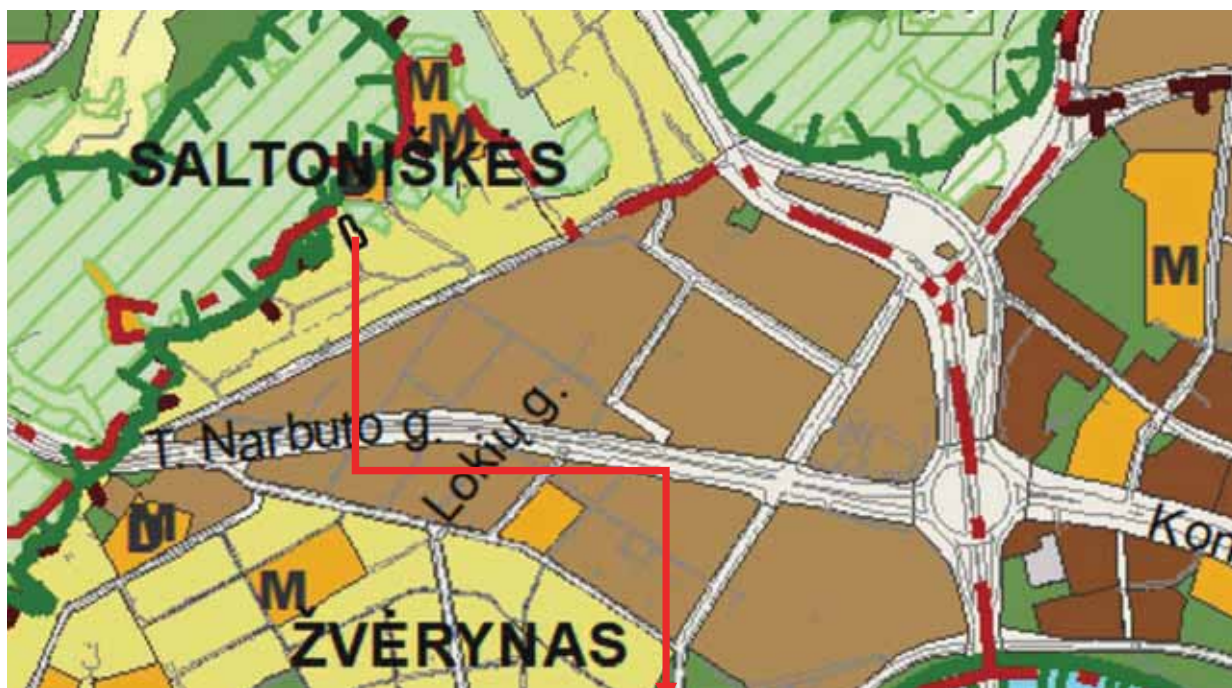 M
M
SALTONIŠKĖS
M
T. Narbuto g.
Lokių g.
Kon
M
M
ŽVĖRYNAS